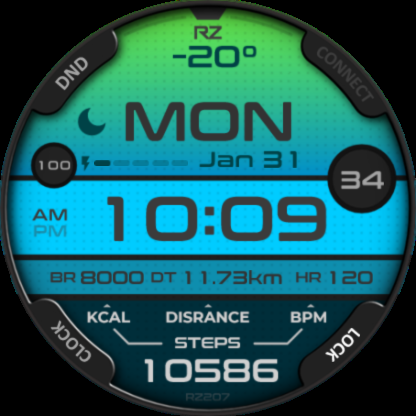 RZ
-20°
DND
CONNECT
MON
100
Jan 31
34
AM
PM
10:09
BR 8000 DT 11.73km HR 120
KCAL DISRANCE BPM
CLOCK
LOCK
STEPS
10586
RZ207